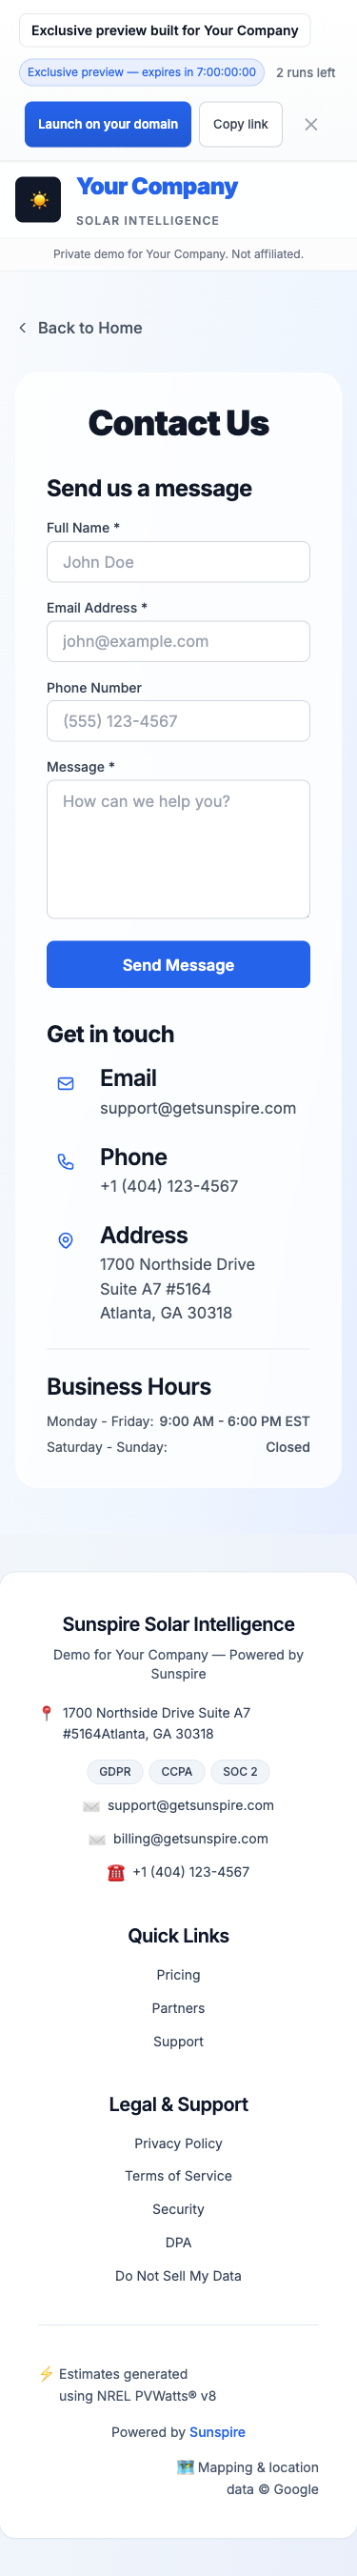 Exclusive preview built for Your Company
Exclusive preview — expires in 7:00:00:00
2 runs left
Launch on your domain
Copy link
Your Company
SOLAR INTELLIGENCE
Private demo for Your Company. Not affiliated.
Back to Home
Contact Us
Send us a message
Full Name *
John Doe
Email Address *
john@example.com
Phone Number
(555) 123-4567
Message *
How can we help you?
Send Message
Get in touch
Email
support@getsunspire.com
Phone
+1 (404) 123-4567
Address
1700 Northside Drive
Suite A7 #5164
Atlanta, GA 30318
Business Hours
Monday - Friday: 9:00 AM - 6:00 PM EST
Saturday - Sunday: Closed
Sunspire Solar Intelligence
Demo for Your Company — Powered by
Sunspire
1700 Northside Drive Suite A7
#5164Atlanta, GA 30318
GDPR CCPA SOC 2
support@getsunspire.com
billing@getsunspire.com
+1 (404) 123-4567
Quick Links
Pricing
Partners
Support
Legal & Support
Privacy Policy
Terms of Service
Security
DPA
Do Not Sell My Data
Estimates generated
using NREL PVWatts® v8
Powered by Sunspire
Mapping & location
data © Google